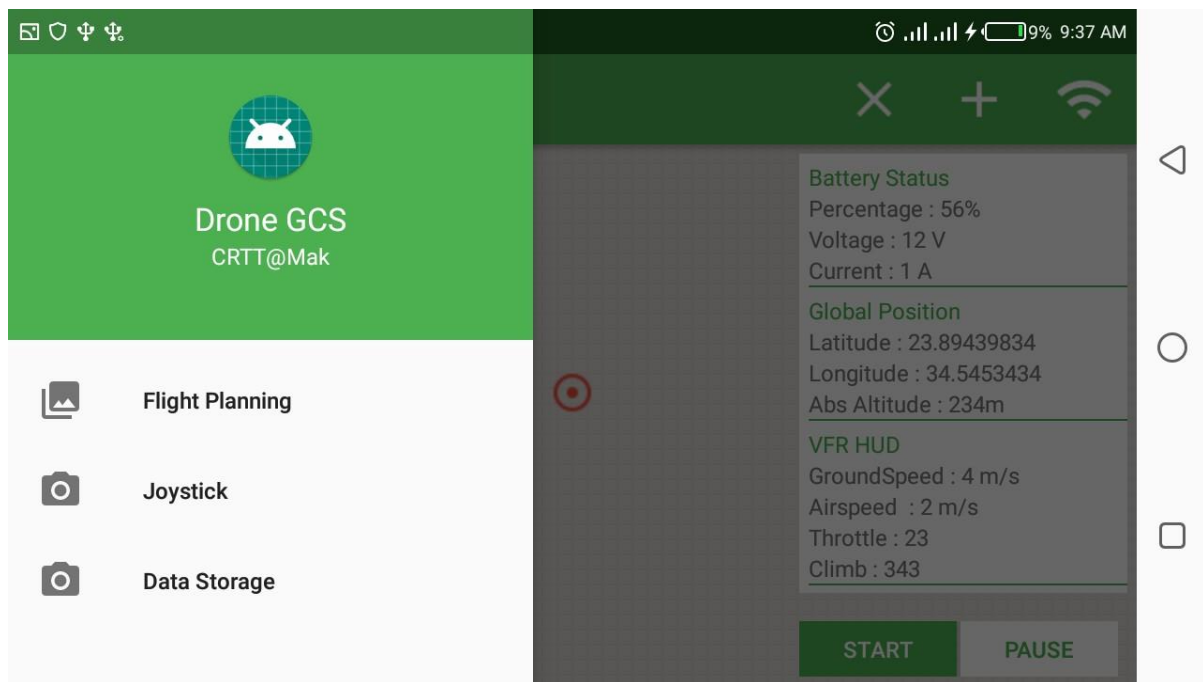 9% 9:37 AM
Drone GCS
CRTT@Mak
Flight Planning
Joystick
Data Storage
Battery Status
Percentage : 56%
Voltage : 12 V
Current : 1 A
Global Position
Latitude : 23.89439834
Longitude : 34.5453434
Abs Altitude : 234m
VFR HUD
GroundSpeed : 4 m/s
Airspeed  : 2 m/s
Throttle : 23
Climb : 343
START
PAUSE